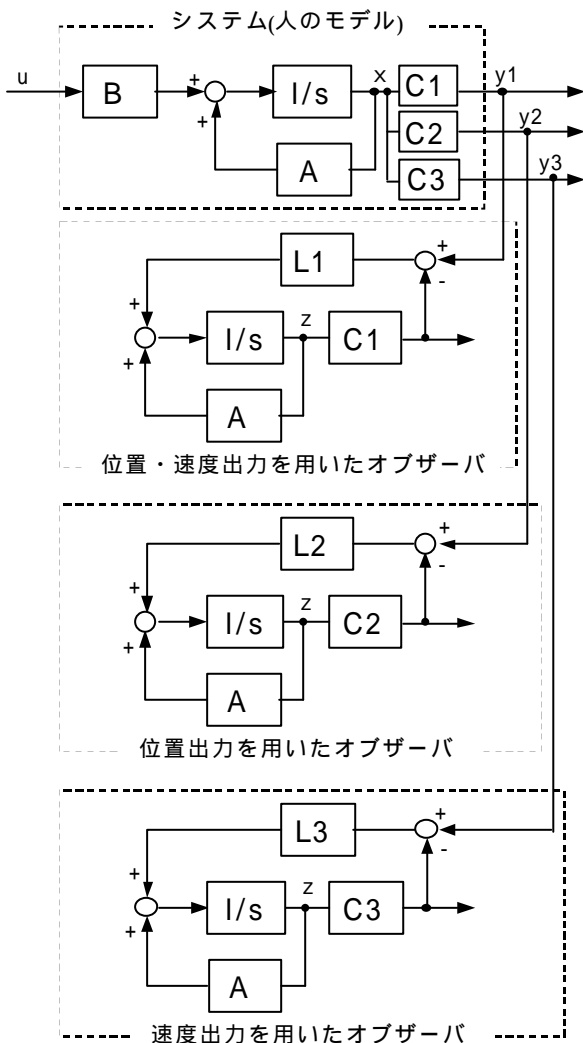 システム(人のモデル)
u
B
+
+
I/s
A
x
C1
C2
C3
y1
y2
y3
L1
+
-
+
+
I/s
z
C1
A
位置・速度出力を用いたオブザーバ
L2
+
-
+
+
I/s
z
C2
A
位置出力を用いたオブザーバ
L3
+
-
+
+
I/s
z
C3
A
速度出力を用いたオブザーバ